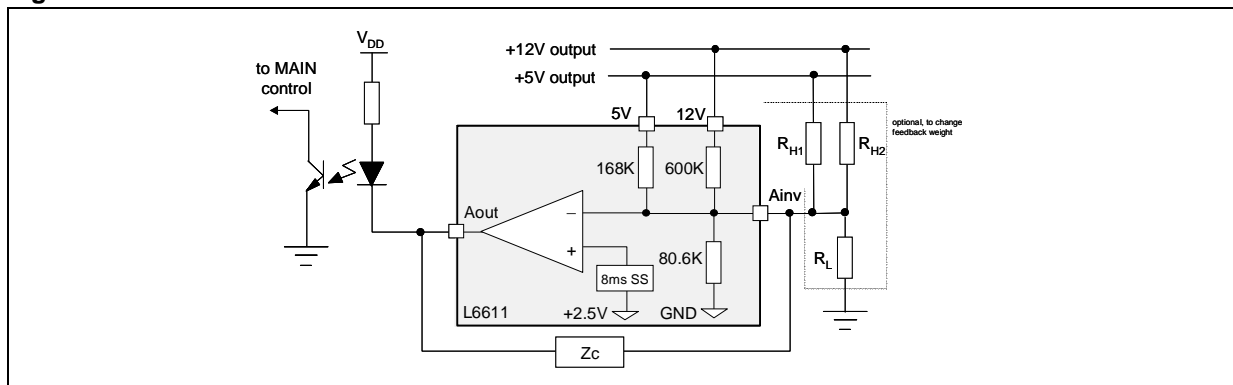 V_DD
to MAIN
control
+12V output
+5V output
5V
12V
optional, to change
feedback weight
R_H1
R_H2
168K
600K
Ainv
Aout
–
+
80.6K
R_L
8ms SS
L6611
+2.5V
GND
Zc